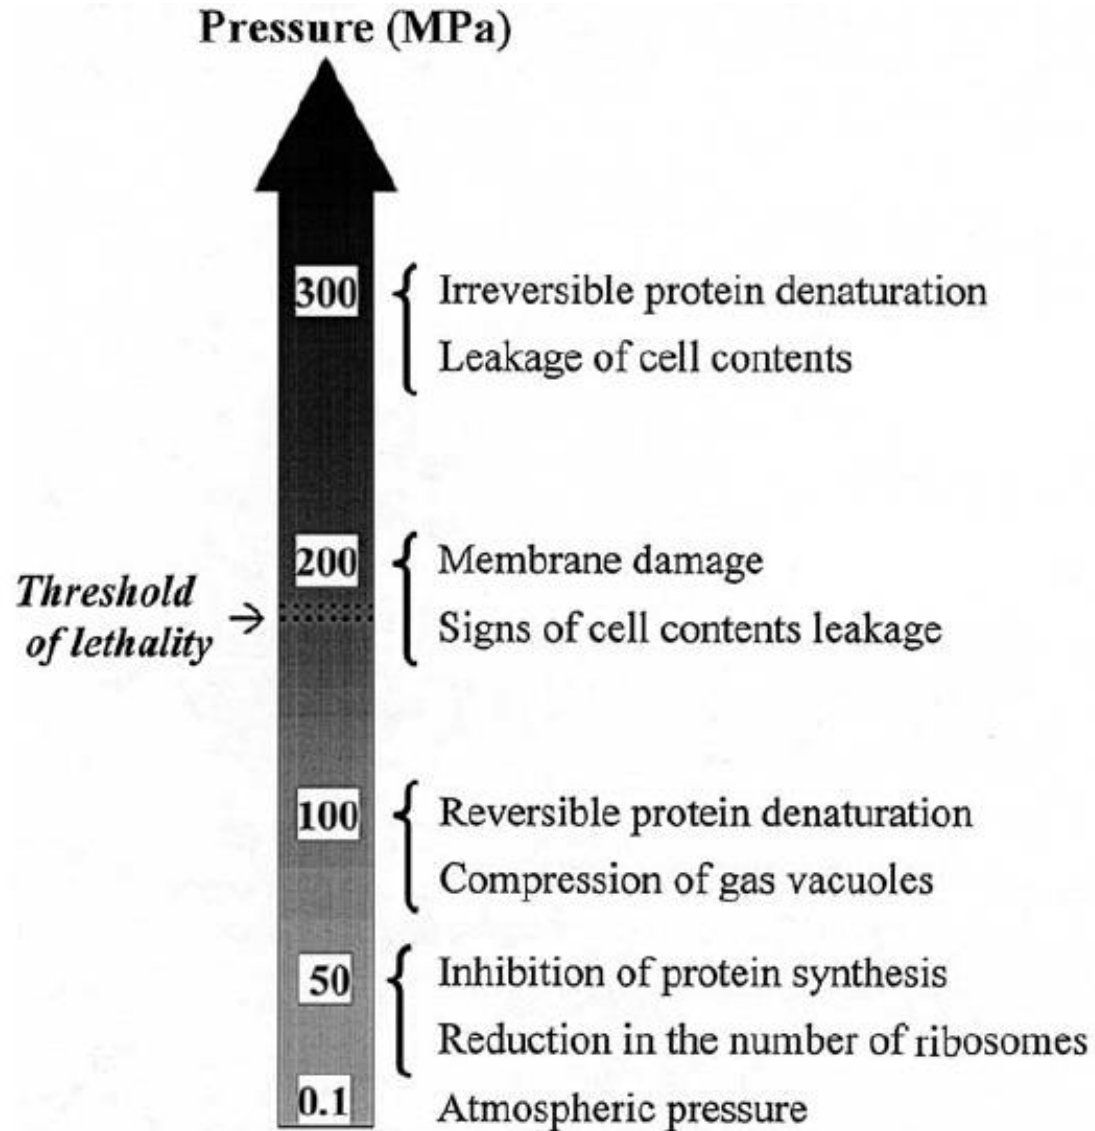 Pressure (MPa)
300
Irreversible protein denaturation
Leakage of cell contents
200
Membrane damage
Threshold
of lethality
Signs of cell contents leakage
100
Reversible protein denaturation
Compression of gas vacuoles
50
Inhibition of protein synthesis
Reduction in the number of ribosomes
0.1
Atmospheric pressure